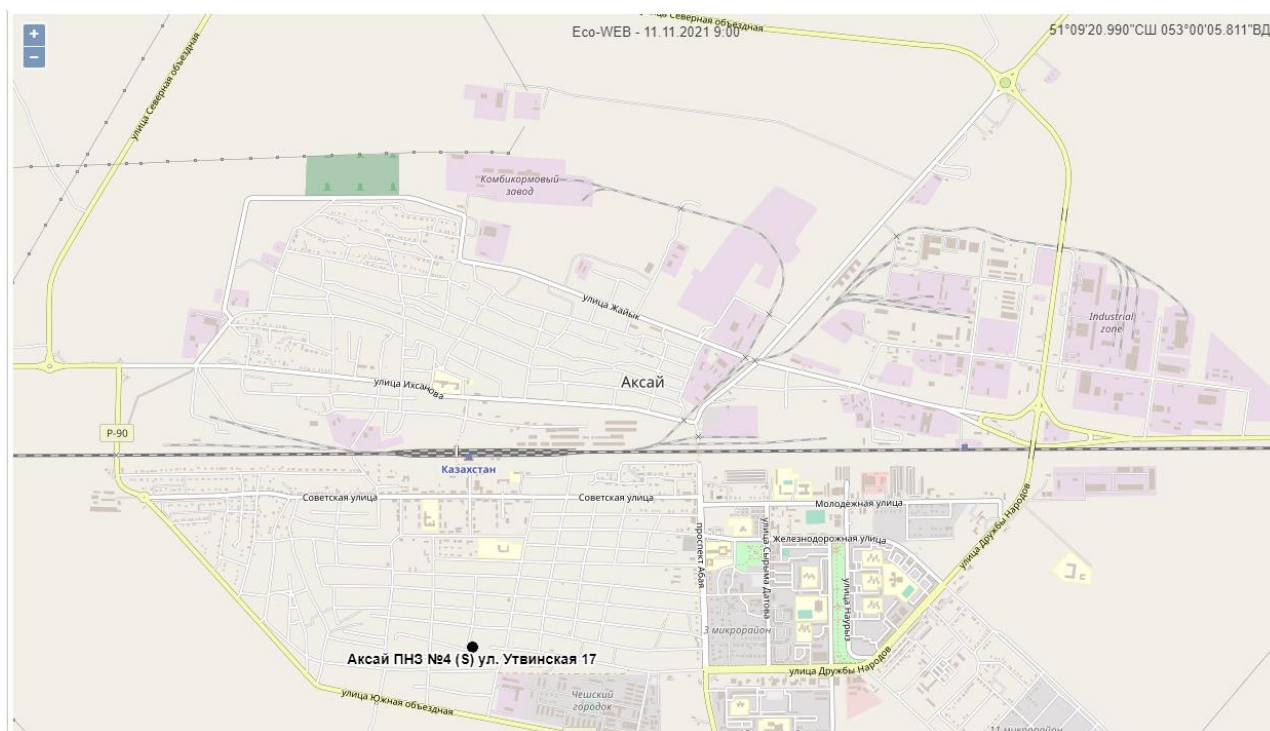 +
−
Eco-WEB - 11.11.2021 9:00
51°09'20.990"СШ 053°00'05.811"ВД
Северная объездная
улица Северная объездная
Комбикормовый
завод
улица Жайык
Industrial
zone
Аксай
улица Ихсанова
P-90
Казахстан
Советская улица
Советская улица
Молодёжная улица
проспект Абая
улица Сырыма Датова
Железнодорожная улица
улица Дружбы Народов
улица Наурыз
3 микрорайон
Аксай ПНЗ №4 (S) ул. Утвинская 17
улица Дружбы Народов
улица Южная объездная
Чешский
городок
11 микрорайон